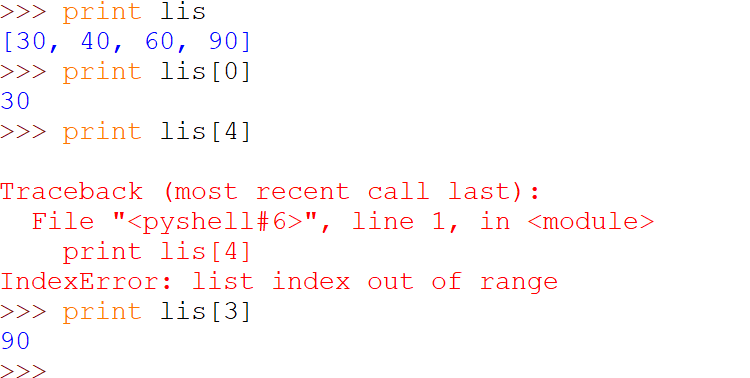 >>> print lis
[30, 40, 60, 90]
>>> print lis[0]
30
>>> print lis[4]

Traceback (most recent call last):
  File "<pyshell#6>", line 1, in <module>
    print lis[4]
IndexError: list index out of range
>>> print lis[3]
90
>>>